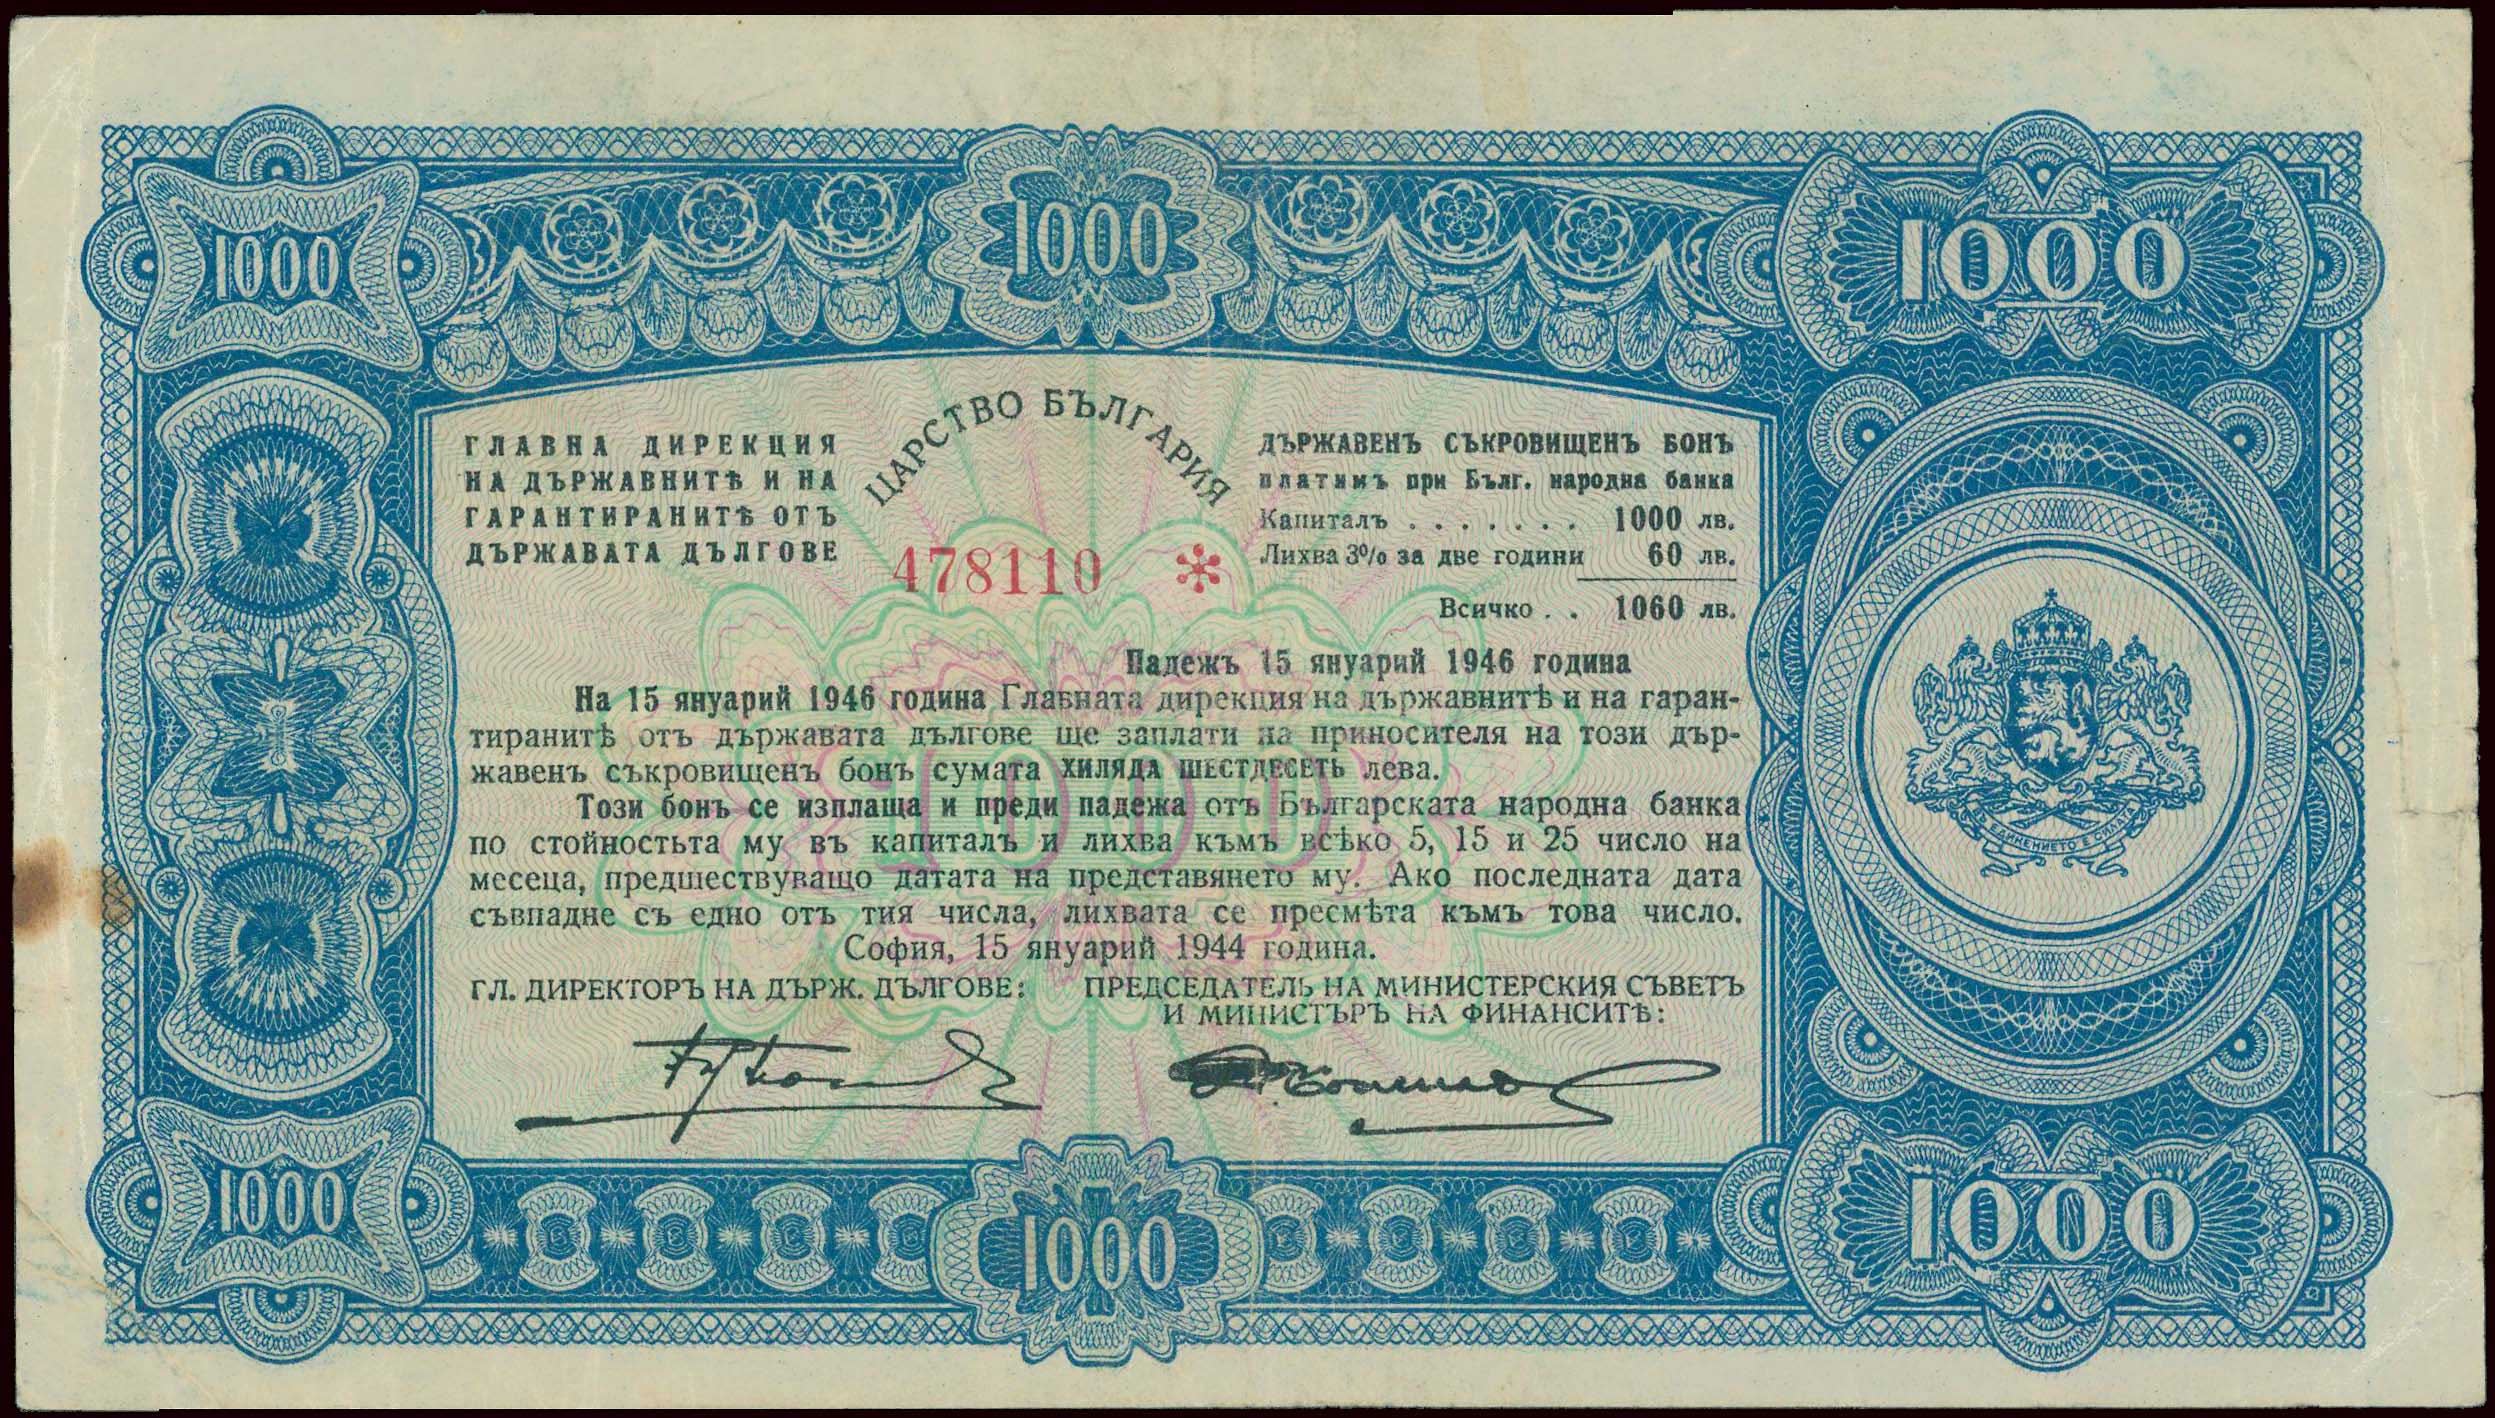 1000
1000
1000
ЦАРСТВО БЪЛГАРИЯ
ГЛАВНА ДИРЕКЦИЯ
НА ДЪРЖАВНИТѢ И НА
ГАРАНТИРАНИТѢ ОТЪ
ДЪРЖАВАТА ДЪЛГОВЕ
478110 *
ДЪРЖАВЕНЪ СЪКРОВИЩЕНЪ БОНЪ
платимъ при Бълг. народна банка
Капиталъ . . . . . . . 1000 лв.
Лихва 3% за две години 60 лв.
Всичко . . 1060 лв.
Падежъ 15 януарий 1946 година
На 15 януарий 1946 година Главната дирекция на държавнитѣ и на гаран-
тиранитѣ отъ държавата дългове ще заплати на приносителя на този дър-
жавенъ съкровищенъ бонъ сумата ХИЛЯДА ШЕСТДЕСЕТЬ лева.
Този бонъ се изплаща и преди падежа отъ Българската народна банка
по стойностьта му въ капиталъ и лихва къмъ всѣко 5, 15 и 25 число на
месеца, предшествуващо датата на представянето му. Ако последната дата
съвпадне съ едно отъ тия числа, лихвата се пресмѣта къмъ това число.
София, 15 януарий 1944 година.
ГЛ. ДИРЕКТОРЪ НА ДЪРЖ. ДЪЛГОВЕ:
ПРЕДСЕДАТЕЛЬ НА МИНИСТЕРСКИЯ СЪВЕТЪ
И МИНИСТЪРЪ НА ФИНАНСИТѢ:
1000
СЪЕДИНЕНИЕТО Е СИЛАТА
1000
1000
1000